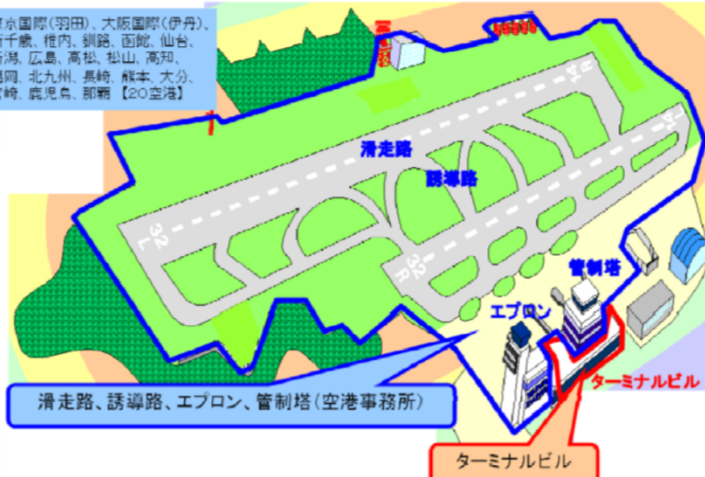 京国際(羽田)、大阪国際(伊丹)、
千歳、稚内、釧路、函館、仙台、
潟、広島、高松、松山、高知、
岡、北九州、長崎、熊本、大分、
崎、鹿児島、那覇 【20空港】
滑走路
誘導路
32
L
32
R
管制塔
エプロン
ターミナルビル
滑走路、誘導路、エプロン、管制塔(空港事務所)
ターミナルビル